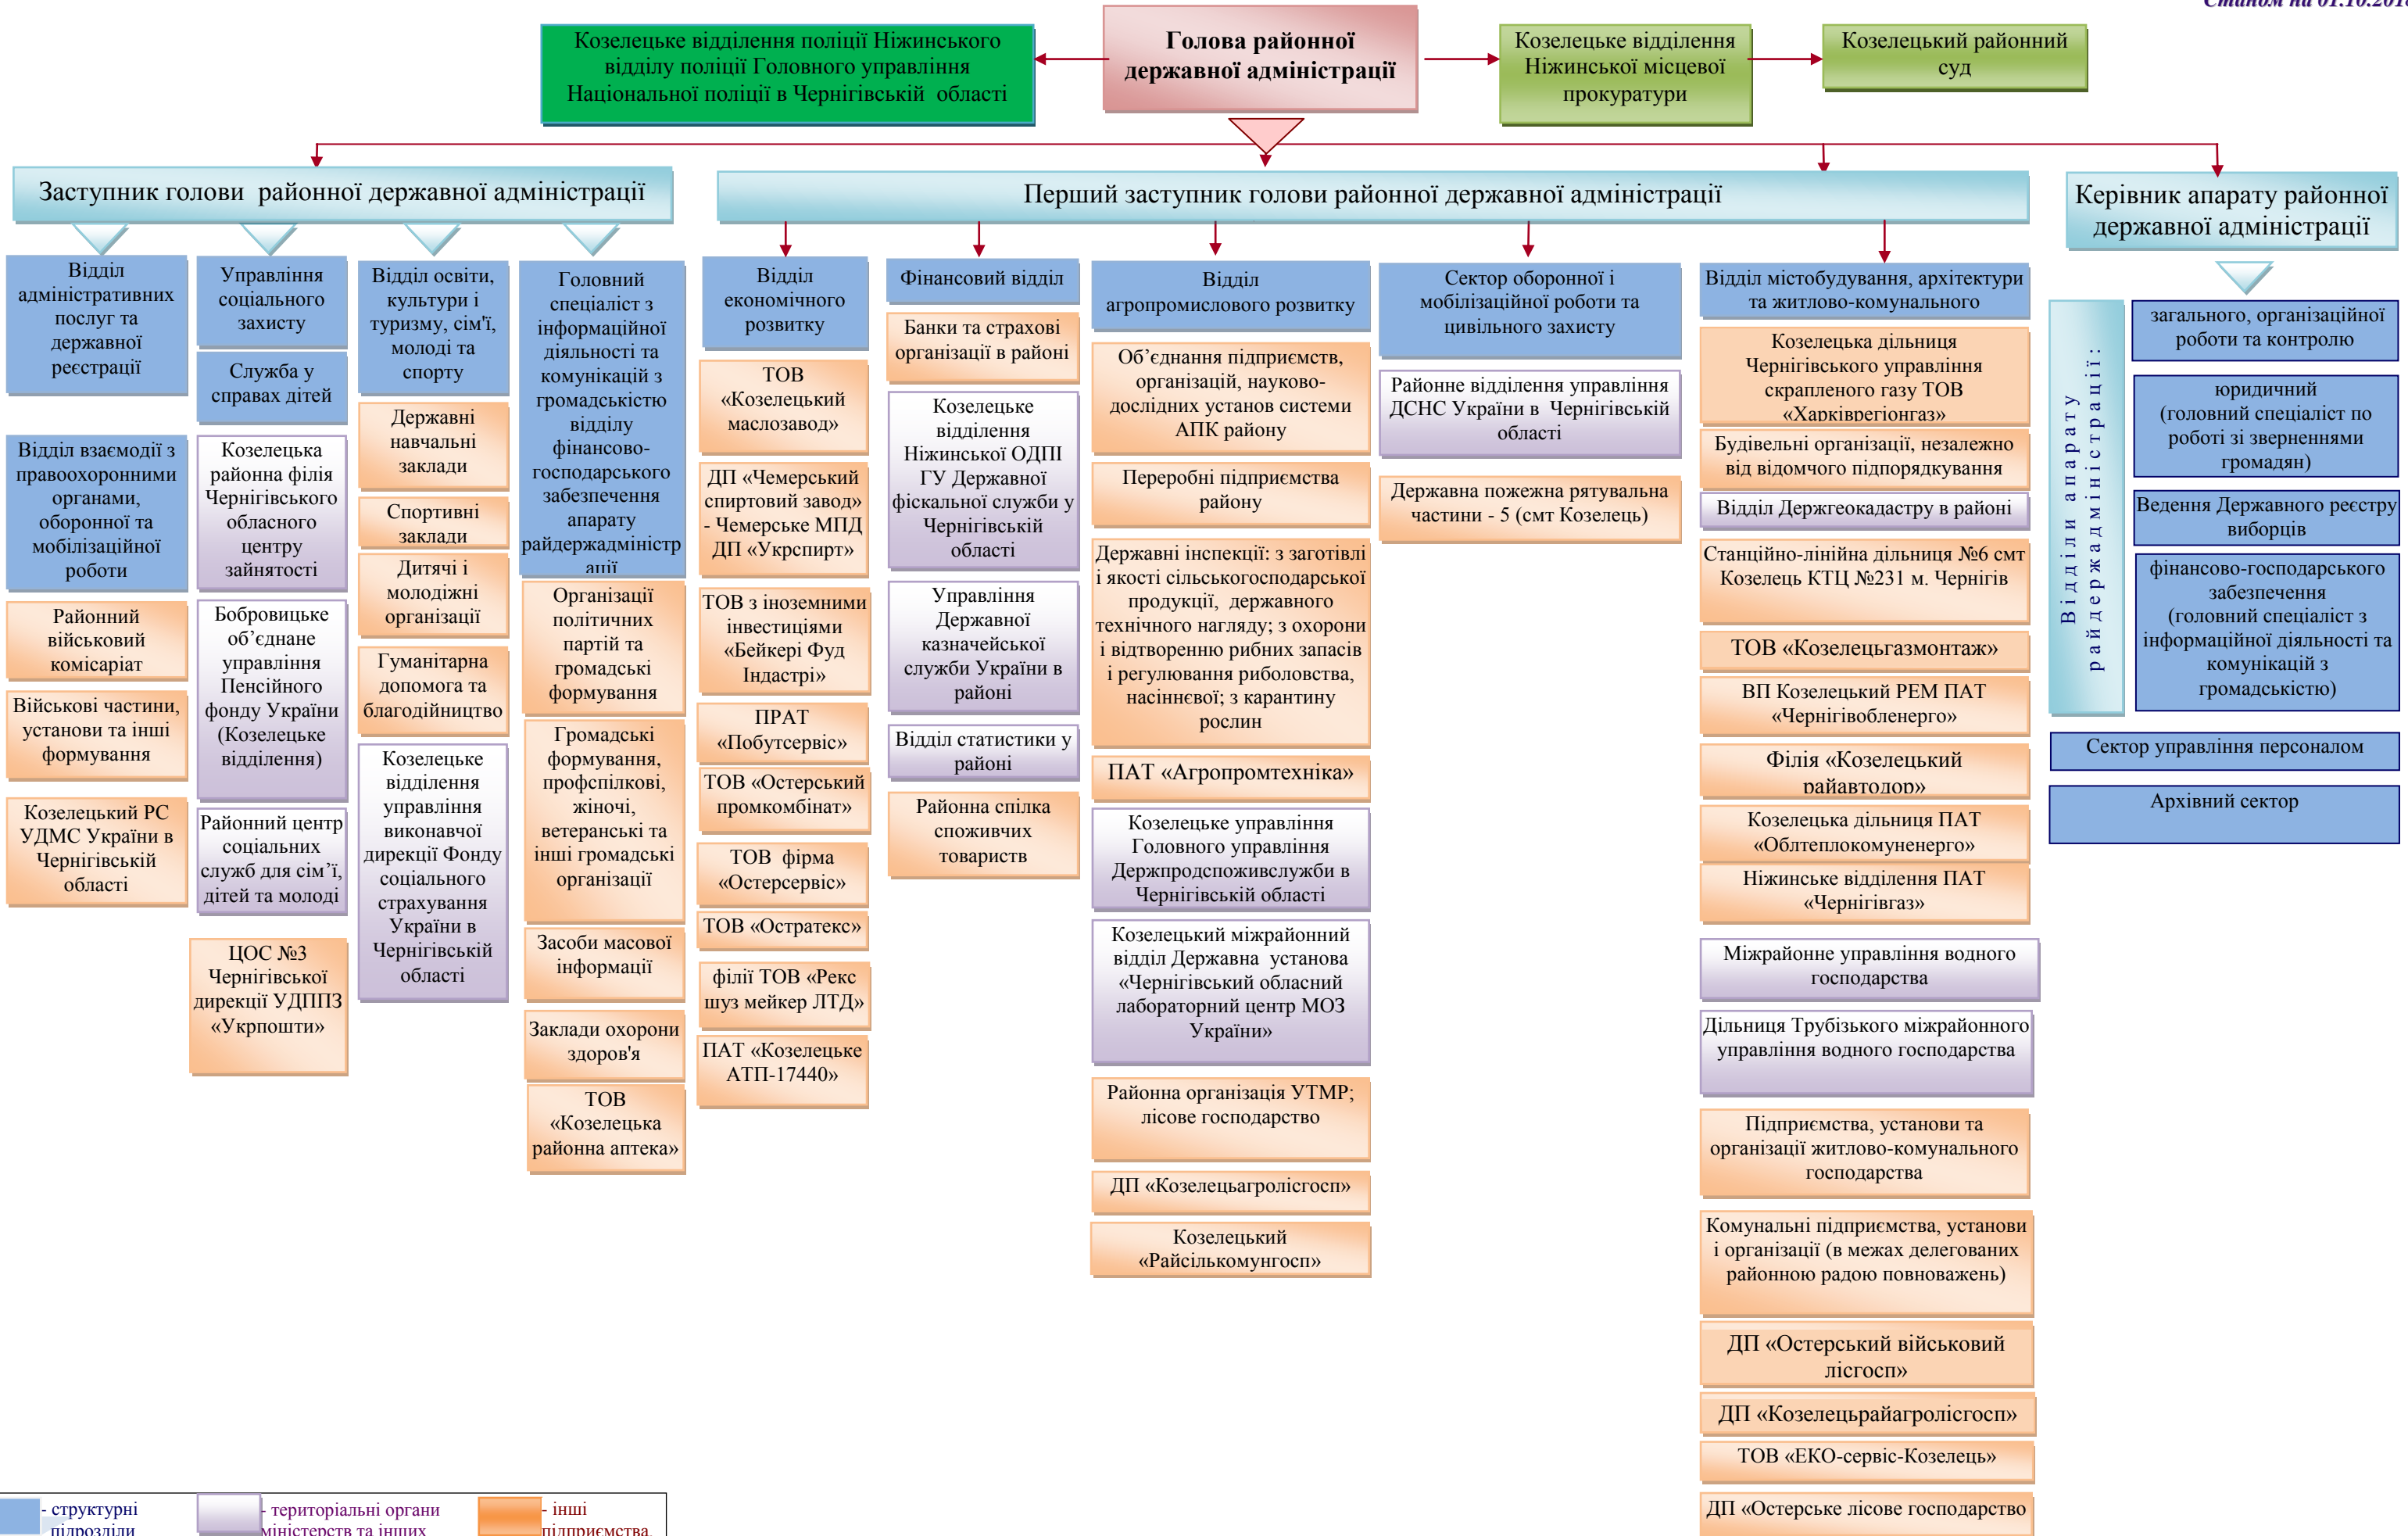 Станом на 01.10.2018
Козелецьке відділення поліції Ніжинського
відділу поліції Головного управління
Національної поліції в Чернігівській області
Голова районної
державної адміністрації
Козелецьке відділення
Ніжинської місцевої
прокуратури
Козелецький районний
суд
Заступник голови районної державної адміністрації
Перший заступник голови районної державної адміністрації
Керівник апарату районної
державної адміністрації
Відділ
адміністративних
послуг та
державної
реєстрації
Відділ взаємодії з
правоохоронними
органами,
оборонної та
мобілізаційної
роботи
Районний
військовий
комісаріат
Військові частини,
установи та інші
формування
Козелецький РС
УДМС України в
Чернігівській
області
Управління
соціального
захисту
Служба у
справах дітей
Козелецька
районна філія
Чернігівського
обласного
центру
зайнятості
Бобровицьке
об’єднане
управління
Пенсійного
фонду України
(Козелецьке
відділення)
Районний центр
соціальних
служб для сім’ї,
дітей та молоді
ЦОС №3
Чернігівської
дирекції УДППЗ
«Укрпошти»
Відділ освіти,
культури і
туризму, сім'ї,
молоді та
спорту
Державні
навчальні
заклади
Спортивні
заклади
Дитячі і
молодіжні
організації
Гуманітарна
допомога та
благодійництво
Козелецьке
відділення
управління
виконавчої
дирекції Фонду
соціального
страхування
України в
Чернігівській
області
Головний
спеціаліст з
інформаційної
діяльності та
комунікацій з
громадськістю
відділу
фінансово-
господарського
забезпечення
апарату
райдержадміністр
ації
Організації
політичних
партій та
громадські
формування
Громадські
формування,
профспілкові,
жіночі,
ветеранські та
інші громадські
організації
Засоби масової
інформації
Заклади охорони
здоров'я
ТОВ
«Козелецька
районна аптека»
Відділ
економічного
розвитку
ТОВ
«Козелецький
маслозавод»
ДП «Чемерський
спиртовий завод»
- Чемерське МПД
ДП «Укрспирт»
ТОВ з іноземними
інвестиціями
«Бейкері Фуд
Індастрі»
ПРАТ
«Побутсервіс»
ТОВ «Остерський
промкомбінат»
ТОВ фірма
«Остерсервіс»
ТОВ «Остратекс»
філії ТОВ «Рекс
шуз мейкер ЛТД»
ПАТ «Козелецьке
АТП-17440»
Фінансовий відділ
Банки та страхові
організації в районі
Козелецьке
відділення
Ніжинської ОДПІ
ГУ Державної
фіскальної служби у
Чернігівській
області
Управління
Державної
казначейської
служби України в
районі
Відділ статистики у
районі
Районна спілка
споживчих
товариств
Відділ
агропромислового розвитку
Об’єднання підприємств,
організацій, науково-
дослідних установ системи
АПК району
Переробні підприємства
району
Державні інспекції: з заготівлі
і якості сільськогосподарської
продукції, державного
технічного нагляду; з охорони
і відтворенню рибних запасів
і регулювання риболовства,
насіннєвої; з карантину
рослин
ПАТ «Агропромтехніка»
Козелецьке управління
Головного управління
Держпродспоживслужби в
Чернігівській області
Козелецький міжрайонний
відділ Державна установа
«Чернігівський обласний
лабораторний центр МОЗ
України»
Районна організація УТМР;
лісове господарство
ДП «Козелецьагролісгосп»
Козелецький
«Райсількомунгосп»
Сектор оборонної і
мобілізаційної роботи та
цивільного захисту
Районне відділення управління
ДСНС України в Чернігівській
області
Державна пожежна рятувальна
частини - 5 (смт Козелець)
Відділ містобудування, архітектури
та житлово-комунального
Козелецька дільниця
Чернігівського управління
скрапленого газу ТОВ
«Харківрегіонгаз»
Будівельні організації, незалежно
від відомчого підпорядкування
Відділ Держгеокадастру в районі
Станційно-лінійна дільниця №6 смт
Козелець КТЦ №231 м. Чернігів
ТОВ «Козелецьгазмонтаж»
ВП Козелецький РЕМ ПАТ
«Чернігівобленерго»
Філія «Козелецький
райавтодор»
Козелецька дільниця ПАТ
«Облтеплокомуненерго»
Ніжинське відділення ПАТ
«Чернігівгаз»
Міжрайонне управління водного
господарства
Дільниця Трубізького міжрайонного
управління водного господарства
Підприємства, установи та
організації житлово-комунального
господарства
Комунальні підприємства, установи
і організації (в межах делегованих
районною радою повноважень)
ДП «Остерський військовий
лісгосп»
ДП «Козелецьрайагролісгосп»
ТОВ «ЕКО-сервіс-Козелець»
ДП «Остерське лісове господарство
Відділи апарату
райдержадміністрації:
загального, організаційної
роботи та контролю
юридичний
(головний спеціаліст по
роботі зі зверненнями
громадян)
Ведення Державного реєстру
виборців
фінансово-господарського
забезпечення
(головний спеціаліст з
інформаційної діяльності та
комунікацій з
громадськістю)
Сектор управління персоналом
Архівний сектор
- структурні
підрозділи
- територіальні органи
міністерств та інших
- інші
підприємства,